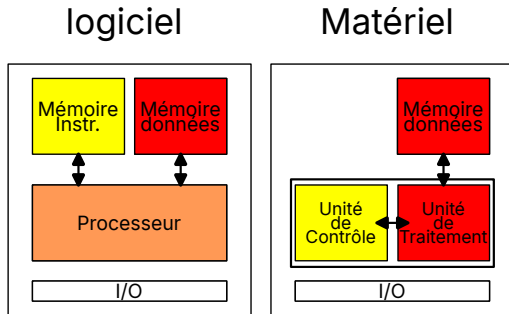 logiciel
Matériel
Mémoire
Instr.
Mémoire
données
Mémoire
données
Processeur
Unité
de
Contrôle
Unité
de
Traitement
I/O
I/O